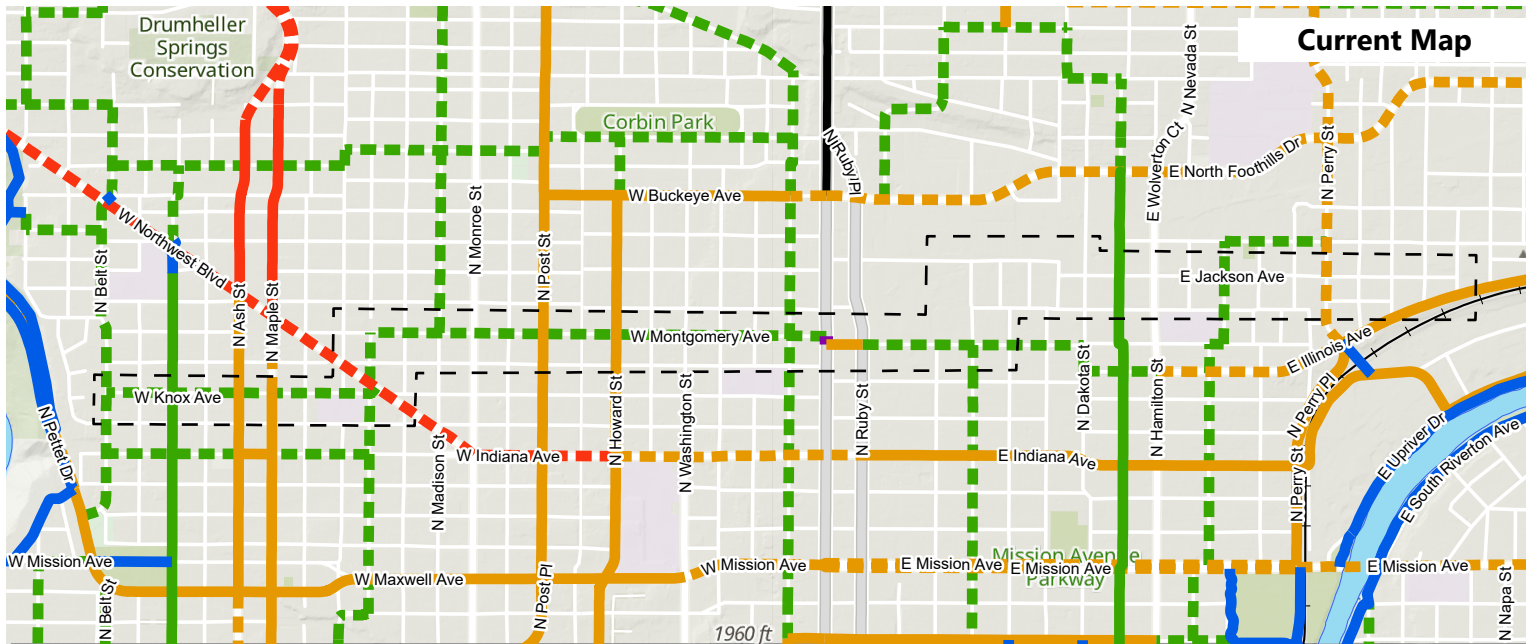 Drumheller
Springs
Conservation
Current Map
N Nevada St
Corbin Park
N Ruby Pl
E Wolverton Ct
E North Foothills Dr
N Perry St
W Buckeye Ave
W Northwest Blvd
N Monroe St
N Post St
N Belt St
E Jackson Ave
N Ash St
N Maple St
W Montgomery Ave
E Illinois Ave
W Knox Ave
N Howard St
N Washington St
N Ruby St
N Dakota St
N Hamilton St
N Perry Pl
N Pettet Dr
N Madison St
W Indiana Ave
E Indiana Ave
E Upriver Dr
E South Riverton Ave
N Perry St
W Mission Ave
W Maxwell Ave
W Mission Ave
E Mission Ave
Mission Avenue
Parkway
E Mission Ave
E Mission Ave
N Belt St
N Post Pl
N Napa St
1960 ft